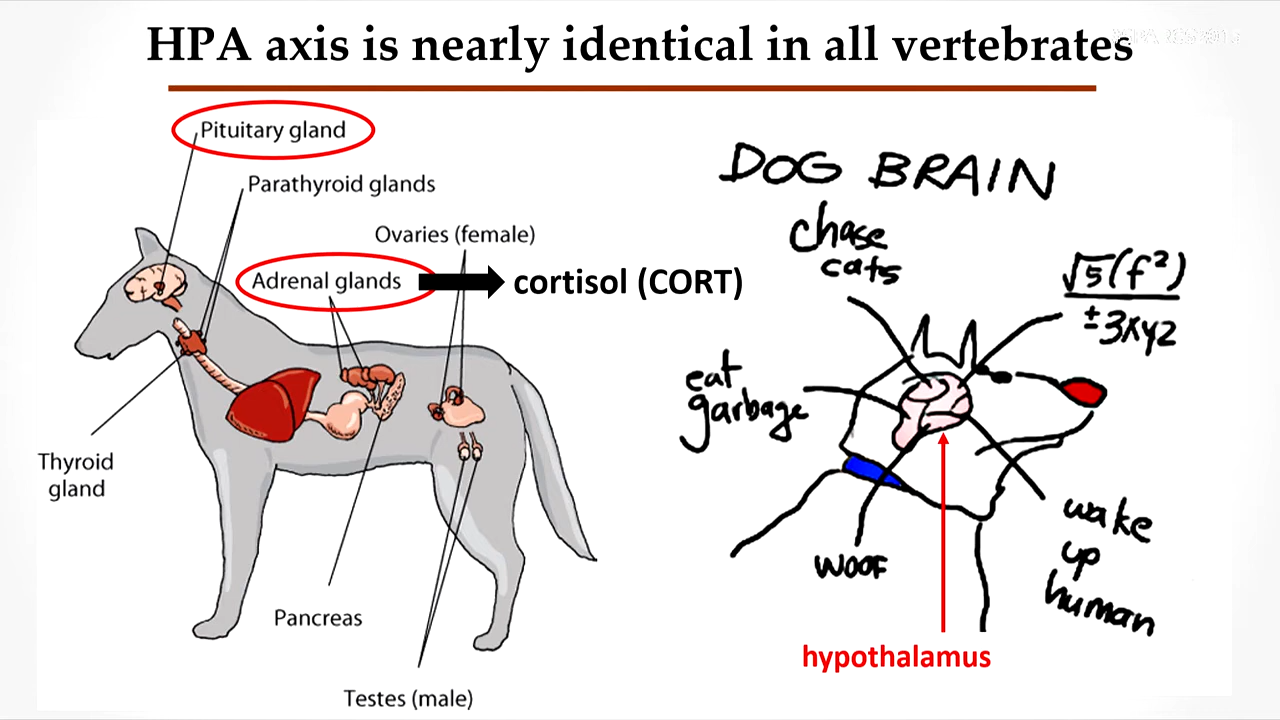 HPA axis is nearly identical in all vertebrates
Pituitary gland
Parathyroid glands
Ovaries (female)
Adrenal glands
cortisol (CORT)
Thyroid
gland
Pancreas
Testes (male)
DOG BRAIN
chase
cats
√5(f²)
±3xyz
eat
garbage
WOOF
wake
up
human
hypothalamus